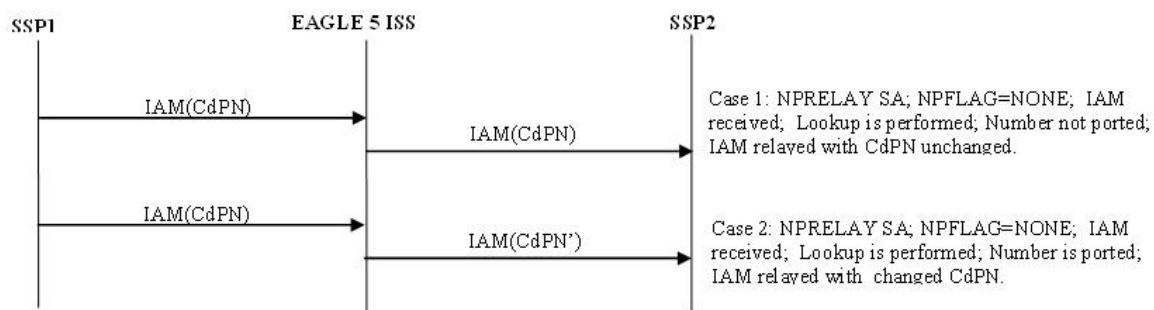 SSP1 EAGLE 5 ISS SSP2
IAM(CdPN)
IAM(CdPN)
Case 1: NPRELAY SA; NPFLAG=NONE; IAM
received; Lookup is performed; Number not ported;
IAM relayed with CdPN unchanged.
IAM(CdPN)
IAM(CdPN’)
Case 2: NPRELAY SA; NPFLAG=NONE; IAM
received; Lookup is performed; Number is ported;
IAM relayed with changed CdPN.